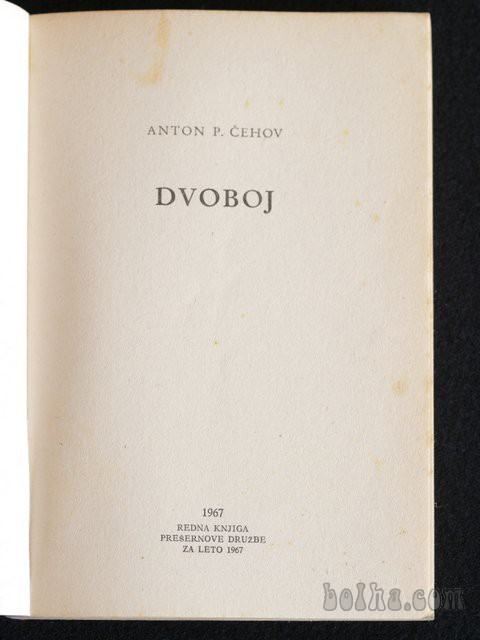 ANTON P. ČEHOV
DVOBOJ
1967
REDNA KNJIGA
PREŠERNOVE DRUŽBE
ZA LETO 1967
bolha.com